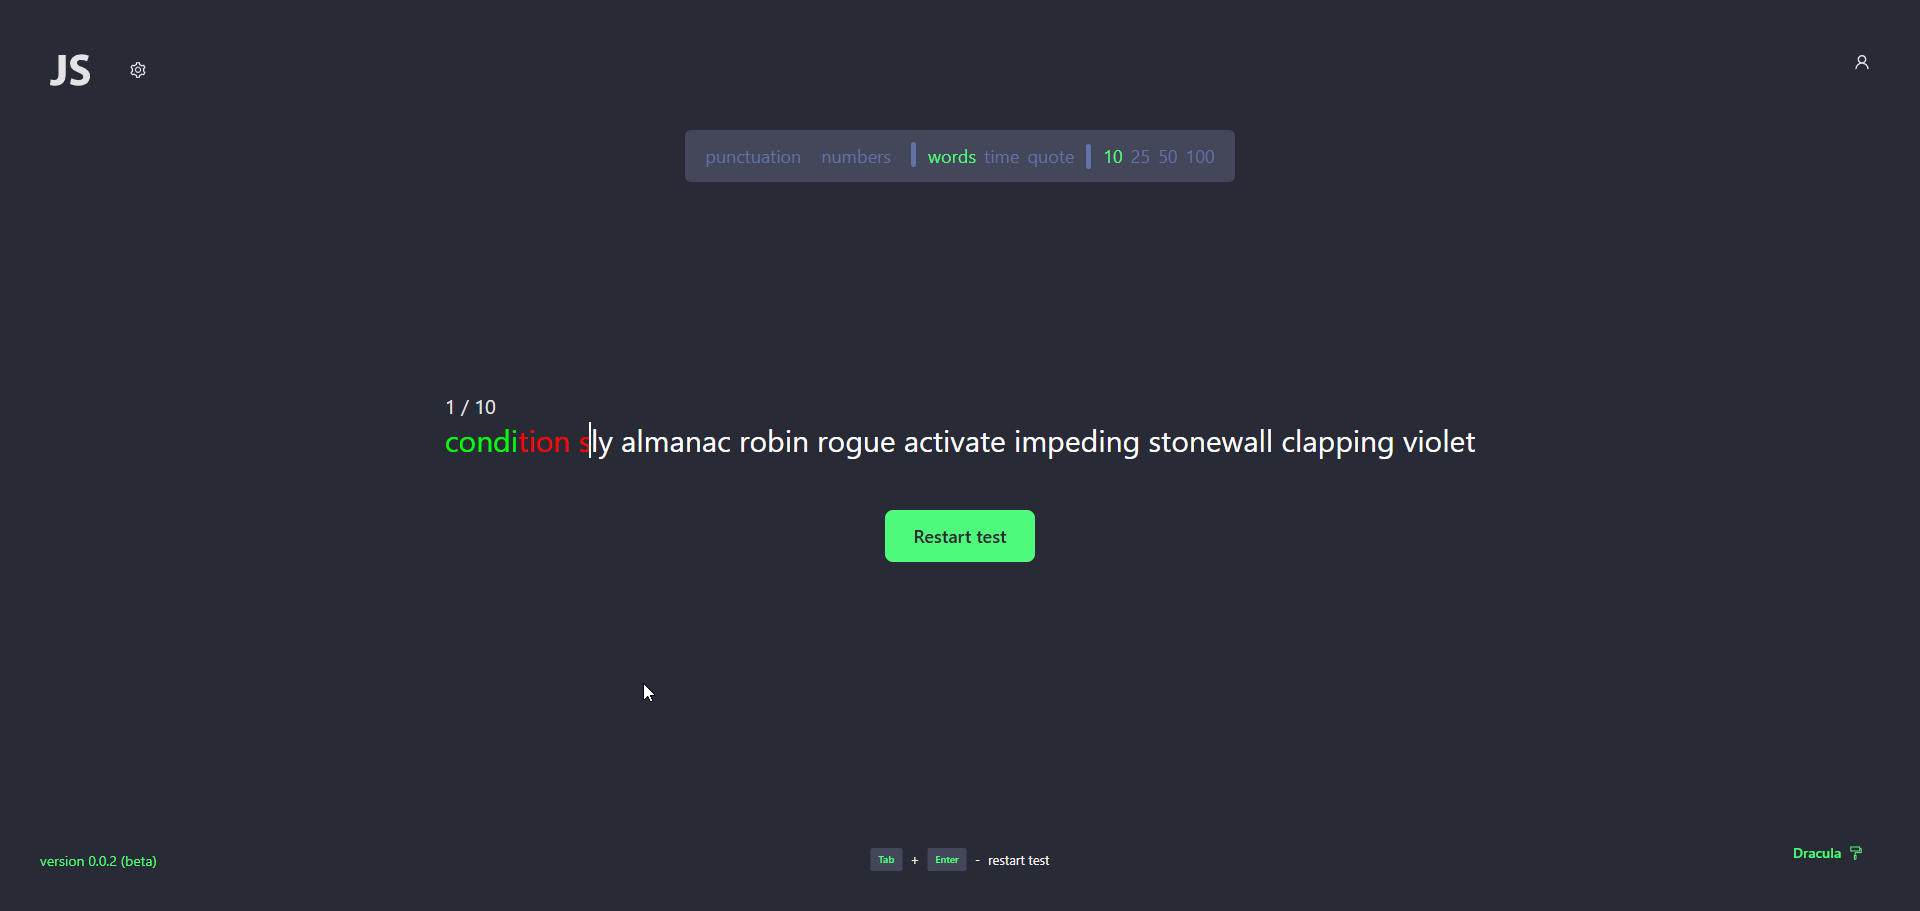 JS
punctuation numbers words time quote 10 25 50 100
1 / 10
condition sly almanac robin rogue activate impeding stonewall clapping violet
Restart test
version 0.0.2 (beta)
Tab + Enter - restart test
Dracula